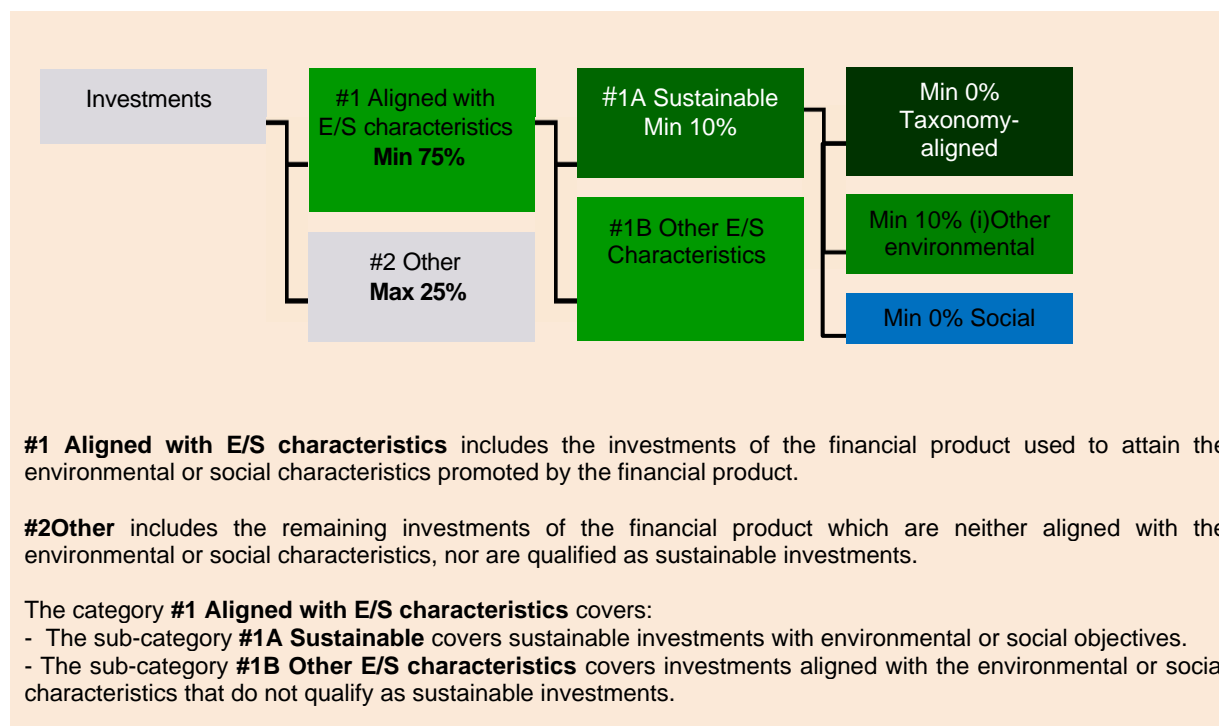 Investments
#1 Aligned with
E/S characteristics
Min 75%
#2 Other
Max 25%
#1A Sustainable
Min 10%
#1B Other E/S
Characteristics
Min 0%
Taxonomy-
aligned
Min 10% (i)Other
environmental
Min 0% Social
#1 Aligned with E/S characteristics includes the investments of the financial product used to attain the
environmental or social characteristics promoted by the financial product.
#2Other includes the remaining investments of the financial product which are neither aligned with the
environmental or social characteristics, nor are qualified as sustainable investments.
The category #1 Aligned with E/S characteristics covers:
- The sub-category #1A Sustainable covers sustainable investments with environmental or social objectives.
- The sub-category #1B Other E/S characteristics covers investments aligned with the environmental or social
characteristics that do not qualify as sustainable investments.